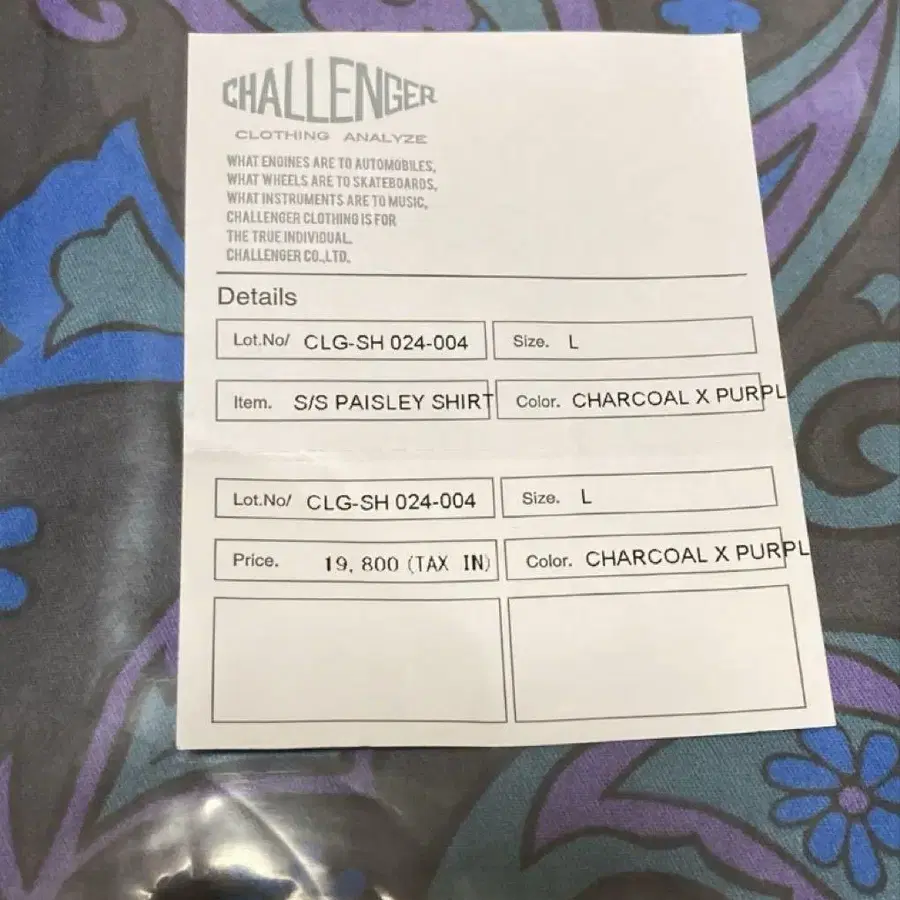 CHALLENGER
CLOTHING ANALYZE
WHAT ENGINES ARE TO AUTOMOBILES,
WHAT WHEELS ARE TO SKATEBOARDS,
WHAT INSTRUMENTS ARE TO MUSIC,
CHALLENGER CLOTHING IS FOR
THE TRUE INDIVIDUAL.
CHALLENGER CO.,LTD.
Details
Lot.No/ CLG-SH 024-004 Size. L
Item. S/S PAISLEY SHIRT Color. CHARCOAL X PURPL
Lot.No/ CLG-SH 024-004 Size. L
Price. 19,800 (TAX IN) Color. CHARCOAL X PURPL